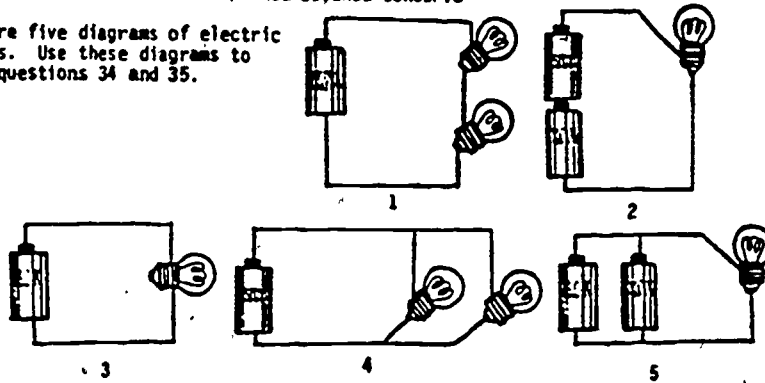 re five diagrams of electric
s. Use these diagrams to
questions 34 and 35.
1
2
3
4
5